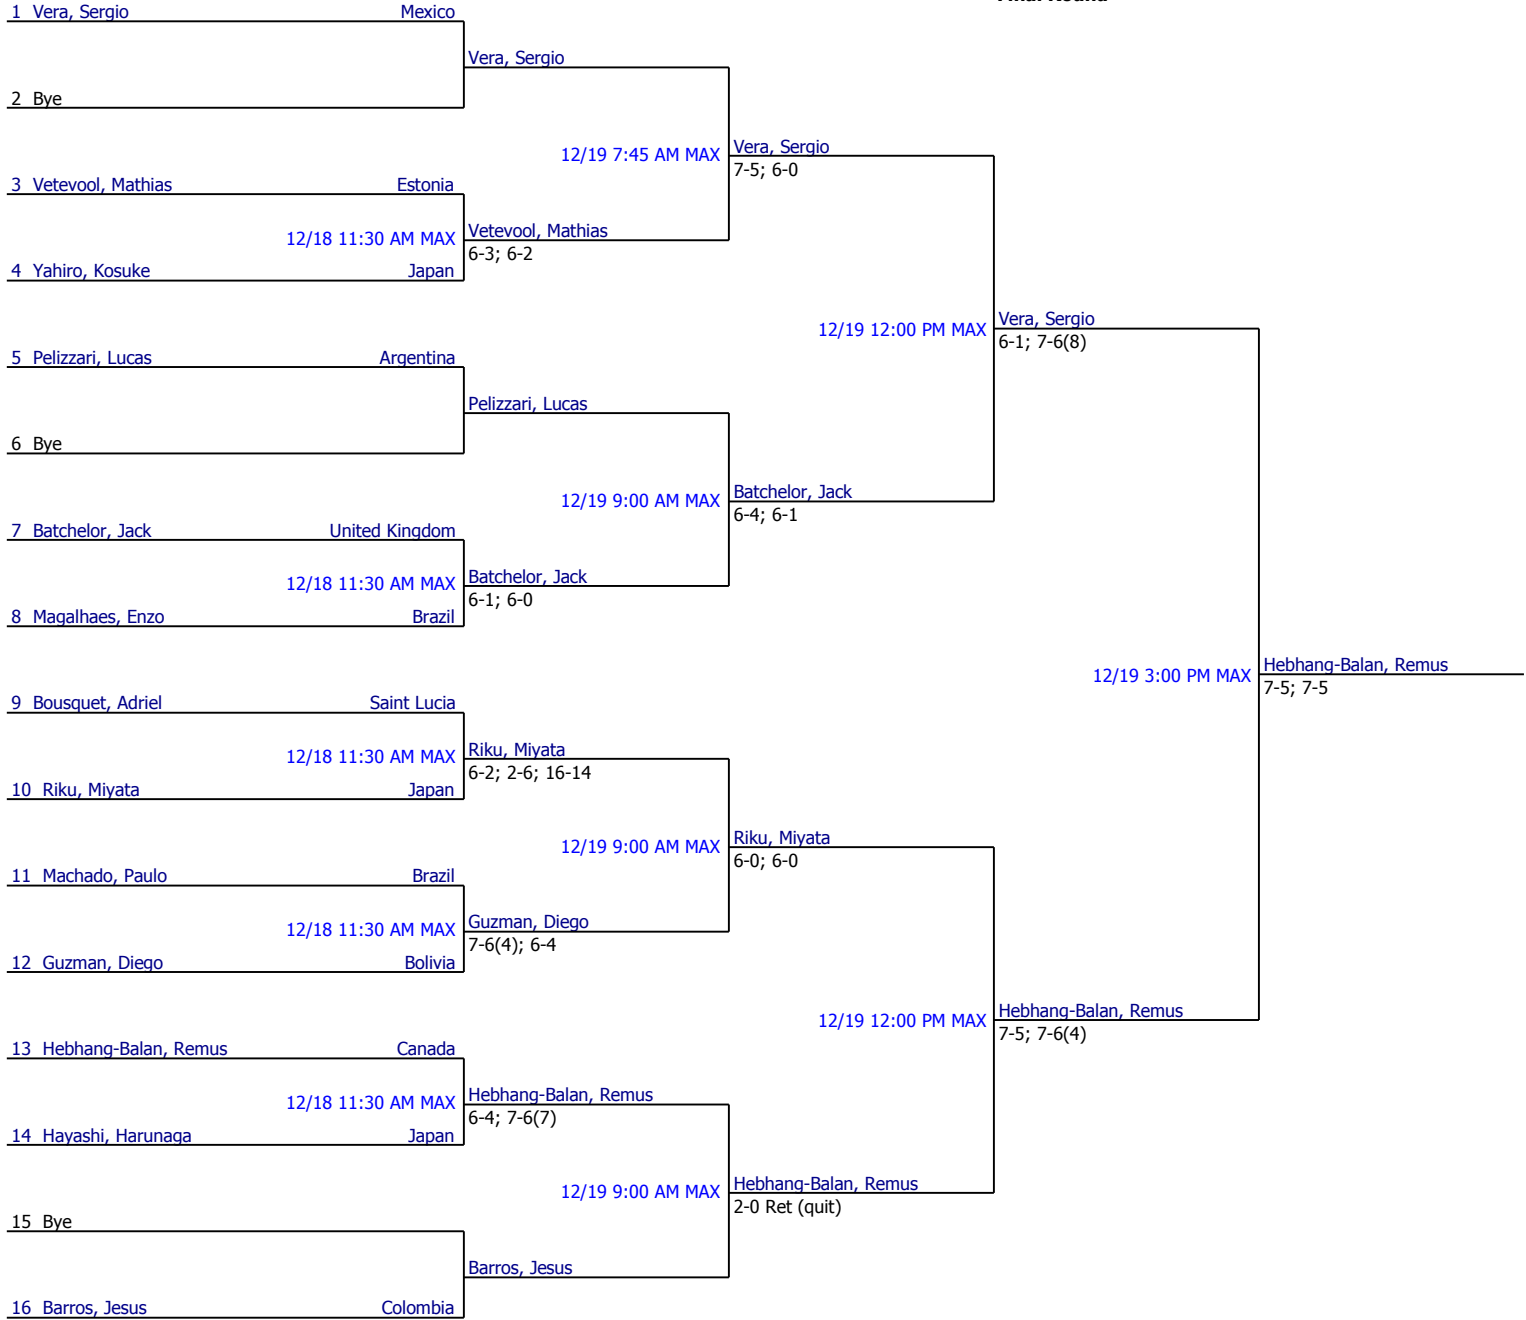 Final Round
1 Vera, Sergio Mexico
Vera, Sergio
2 Bye
12/19 7:45 AM MAX Vera, Sergio
7-5; 6-0
3 Vetevool, Mathias Estonia
12/18 11:30 AM MAX Vetevool, Mathias
6-3; 6-2
4 Yahiro, Kosuke Japan
12/19 12:00 PM MAX Vera, Sergio
6-1; 7-6(8)
5 Pelizzari, Lucas Argentina
Pelizzari, Lucas
6 Bye
12/19 9:00 AM MAX Batchelor, Jack
6-4; 6-1
7 Batchelor, Jack United Kingdom
12/18 11:30 AM MAX Batchelor, Jack
6-1; 6-0
8 Magalhaes, Enzo Brazil
12/19 3:00 PM MAX Hebhang-Balan, Remus
7-5; 7-5
9 Bousquet, Adriel Saint Lucia
12/18 11:30 AM MAX Riku, Miyata
6-2; 2-6; 16-14
10 Riku, Miyata Japan
12/19 9:00 AM MAX Riku, Miyata
6-0; 6-0
11 Machado, Paulo Brazil
12/18 11:30 AM MAX Guzman, Diego
7-6(4); 6-4
12 Guzman, Diego Bolivia
12/19 12:00 PM MAX Hebhang-Balan, Remus
7-5; 7-6(4)
13 Hebhang-Balan, Remus Canada
12/18 11:30 AM MAX Hebhang-Balan, Remus
6-4; 7-6(7)
14 Hayashi, Harunaga Japan
12/19 9:00 AM MAX Hebhang-Balan, Remus
2-0 Ret (quit)
15 Bye
Barros, Jesus
16 Barros, Jesus Colombia